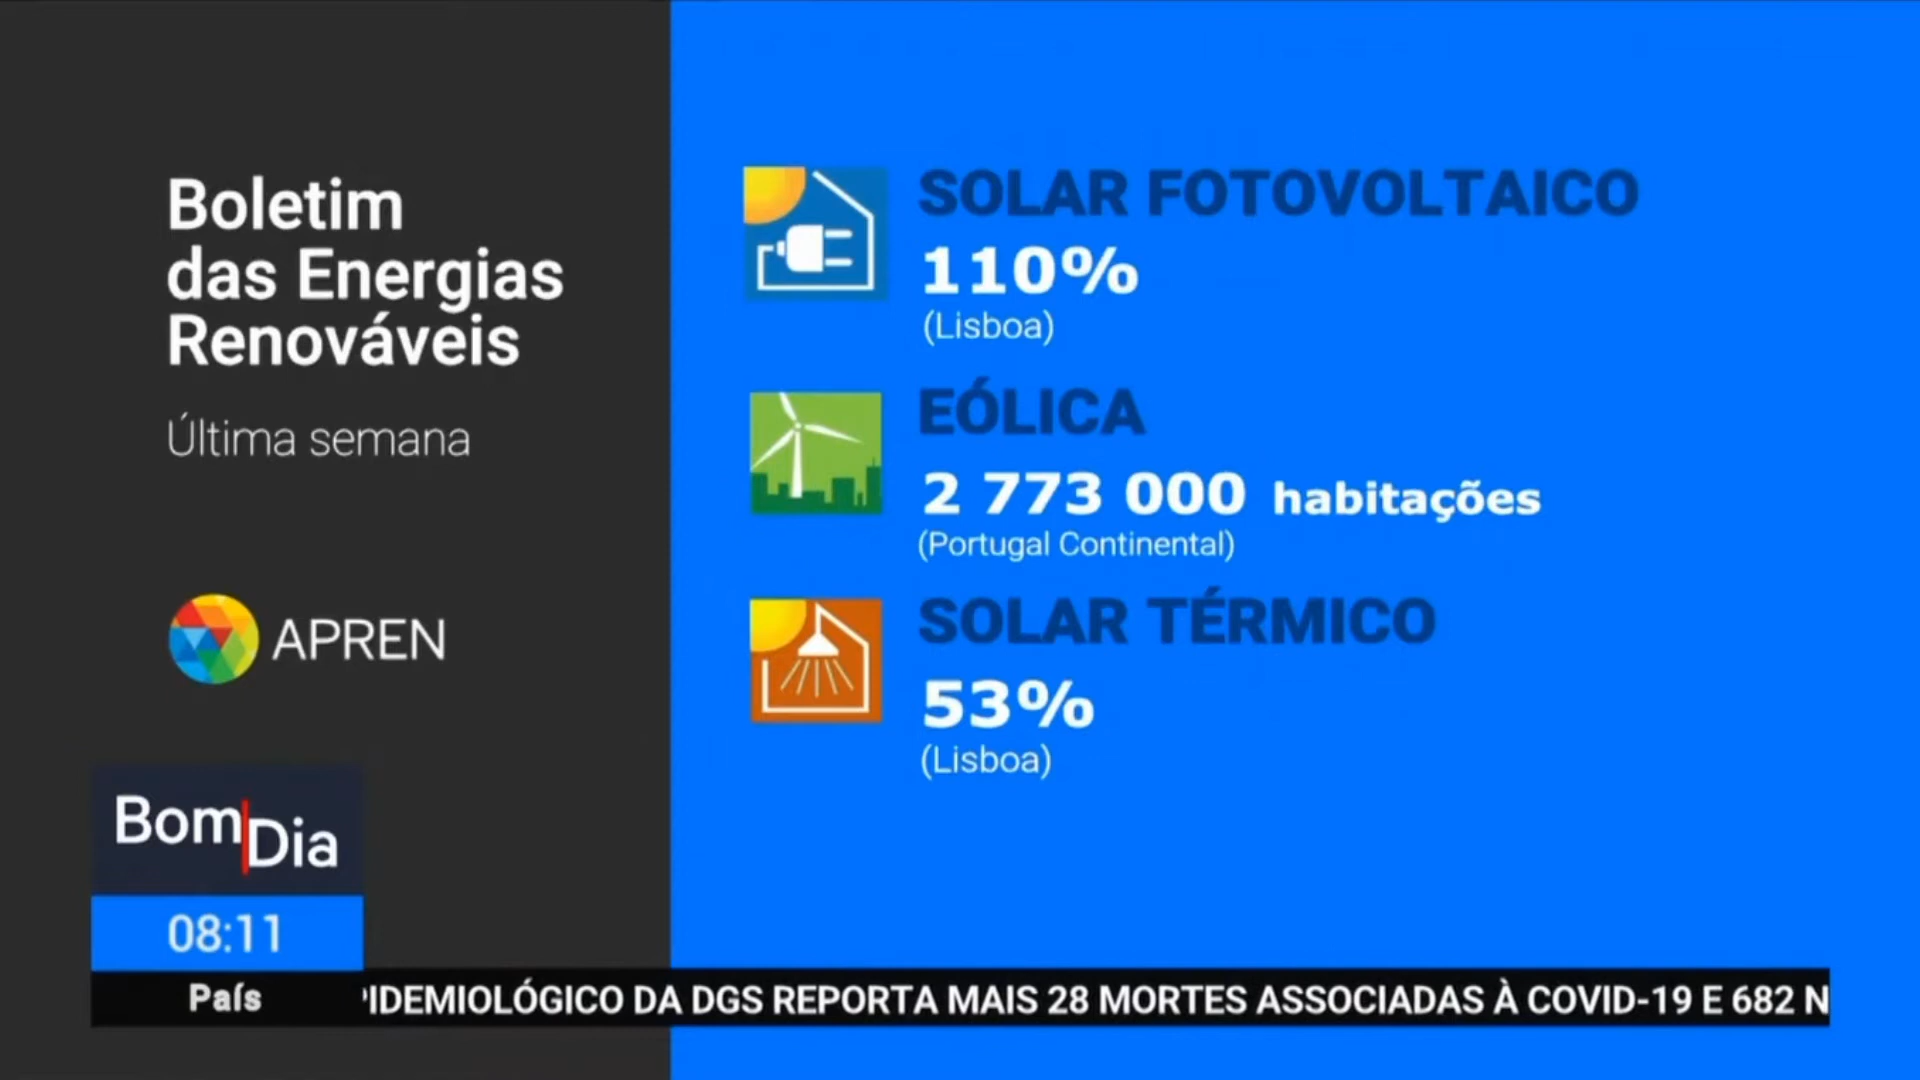 Boletim
das Energias
Renováveis
Última semana
APREN
SOLAR FOTOVOLTAICO
110%
(Lisboa)
EÓLICA
2 773 000 habitações
(Portugal Continental)
SOLAR TÉRMICO
53%
(Lisboa)
Bom Dia
08:11
País
PIDEMIOLÓGICO DA DGS REPORTA MAIS 28 MORTES ASSOCIADAS À COVID-19 E 682 N